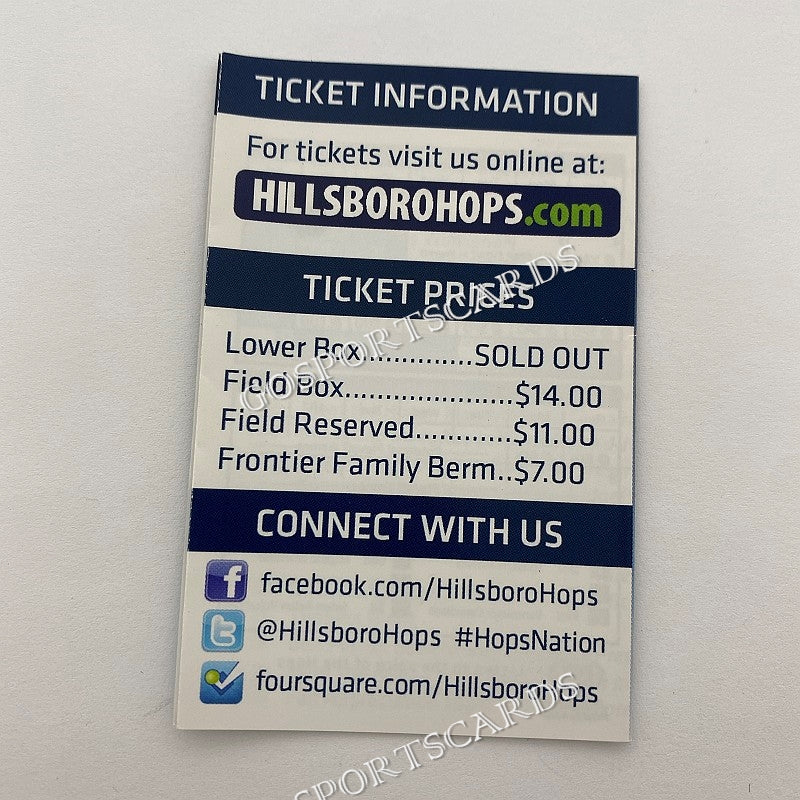 TICKET INFORMATION
For tickets visit us online at:
HILLSBOROHOPS.com
TICKET PRICES
Lower Box..............SOLD OUT
Field Box.....................$14.00
Field Reserved............$11.00
Frontier Family Berm..$7.00
CONNECT WITH US
facebook.com/HillsboroHops
@HillsboroHops #HopsNation
foursquare.com/HillsboroHops
GOSPORTSCARDS
OSPORTSCARDS